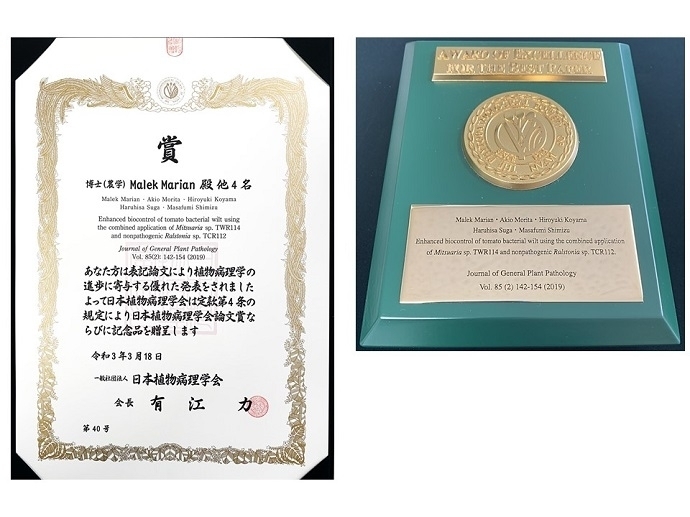 賞
博士(農学) Malek Marian 殿 他4名
Malek Marian・Akio Morita・Hiroyuki Koyama
Haruhisa Suga・Masafumi Shimizu
Enhanced biocontrol of tomato bacterial wilt using
the combined application of Mitsuaria sp. TWR114
and nonpathogenic Ralstonia sp. TCR112
Journal of General Plant Pathology
Vol. 85(2): 142-154 (2019)
あなた方は表記論文により植物病理学の
進歩に寄与する優れた発表をされました
よって日本植物病理学会は定款第4条の
規定により日本植物病理学会論文賞な
らびに記念品を贈呈します
令和3年3月18日
一般社団法人 日本植物病理学会
会長 有江 力
第40号
AWARD OF EXCELLENCE
FOR THE BEST PAPER
Malek Marian・Akio Morita・Hiroyuki Koyama
Haruhisa Suga・Masafumi Shimizu
Enhanced biocontrol of tomato bacterial wilt using the combined application
of Mitsuaria sp. TWR114 and nonpathogenic Ralstonia sp. TCR112.
Journal of General Plant Pathology
Vol. 85 (2) 142-154 (2019)